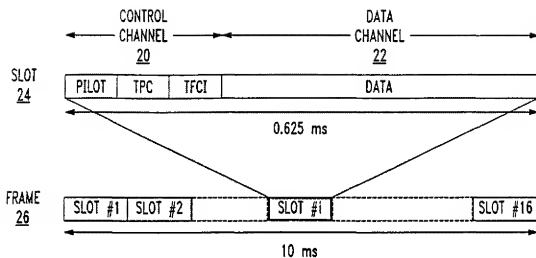 CONTROL CHANNEL 20
DATA CHANNEL 22
SLOT 24
PILOT TPC TFCI DATA
0.625 ms
FRAME 26
SLOT #1 SLOT #2 SLOT #i SLOT #16
10 ms